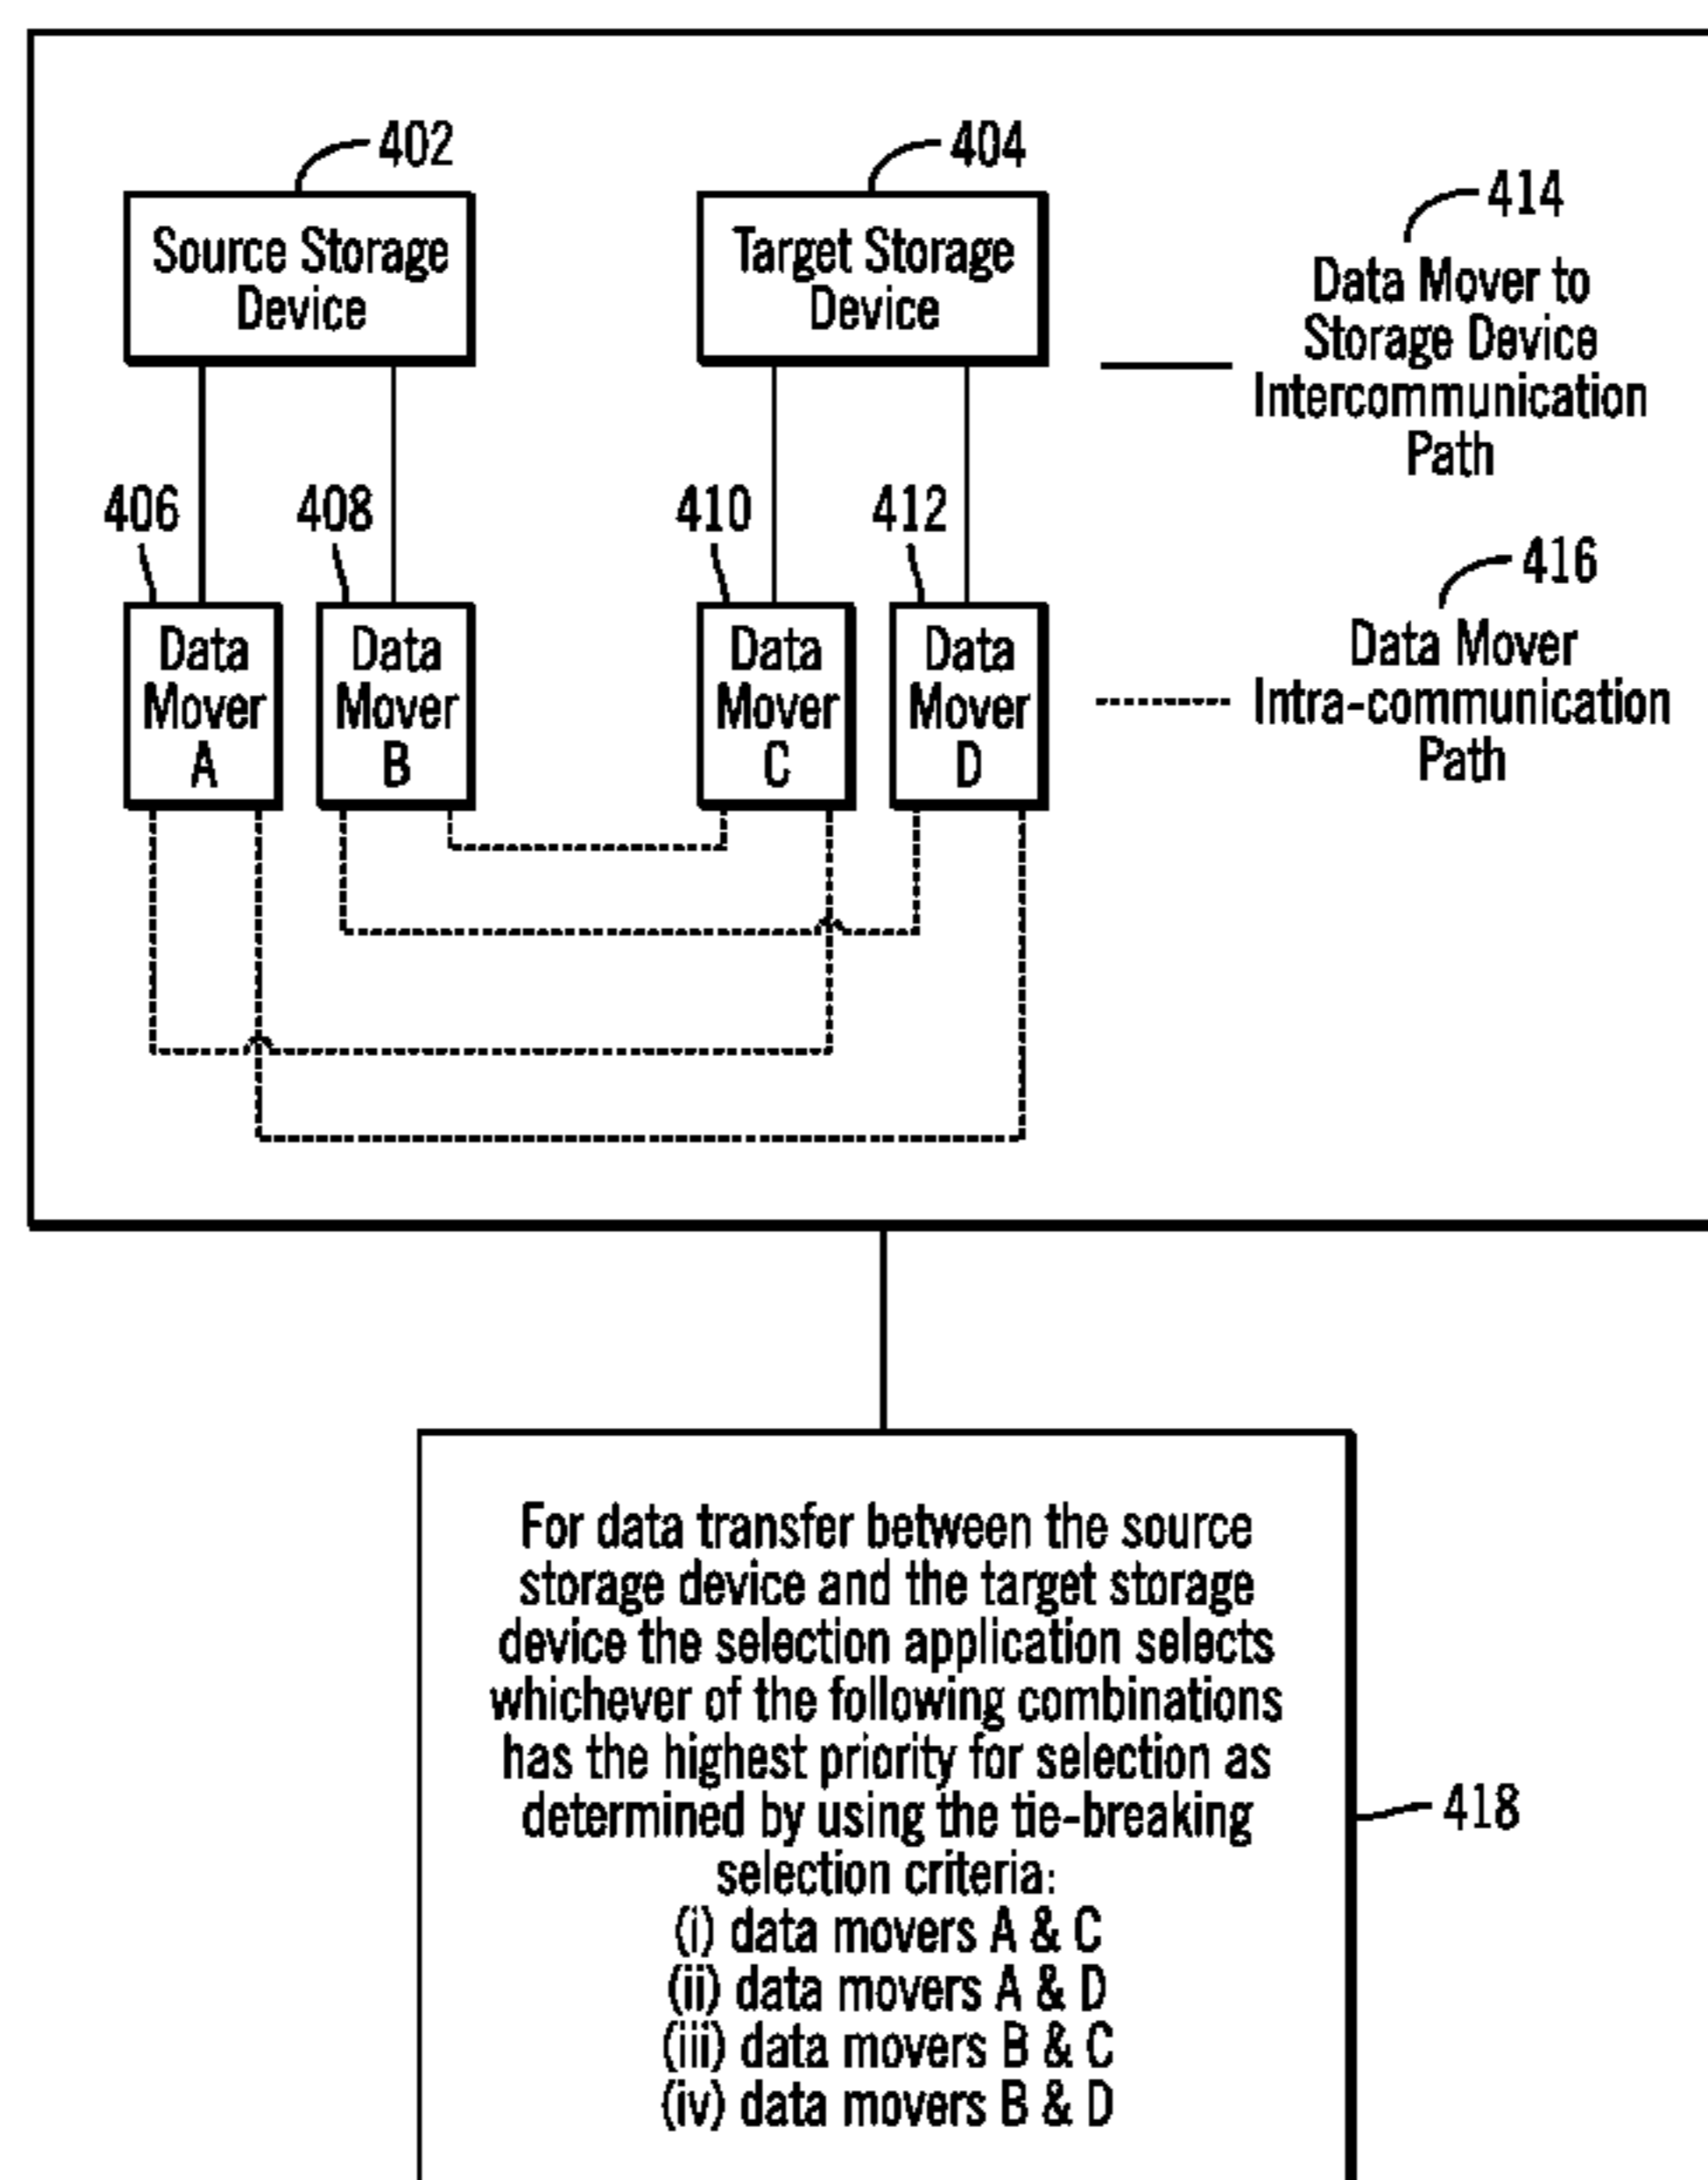 402
404
414
Source Storage
Device
Target Storage
Device
Data Mover to
Storage Device
Intercommunication
Path
406
408
410
412
416
Data
Mover
A
Data
Mover
B
Data
Mover
C
Data
Mover
D
Data Mover
Intra-communication
Path
For data transfer between the source
storage device and the target storage
device the selection application selects
whichever of the following combinations
has the highest priority for selection as
determined by using the tie-breaking
selection criteria:
(i) data movers A & C
(ii) data movers A & D
(iii) data movers B & C
(iv) data movers B & D
418